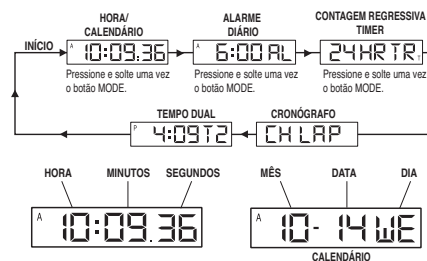 HORA/
CALENDÁRIO
ALARME
DIÁRIO
CONTAGEM REGRESSIVA
TIMER
INÍCIO
A 10:09.36
A 6:00 AL
24HR TR T
Pressione e solte uma vez
o botão MODE.
Pressione e solte uma vez
o botão MODE.
Pressione e solte uma vez
o botão MODE.
TEMPO DUAL
CRONÓGRAFO
P 4:09 T2
CH LAP
HORA
MINUTOS
SEGUNDOS
A 10:09.36
MÊS
DATA
DIA
A 10- 14 WE
CALENDÁRIO